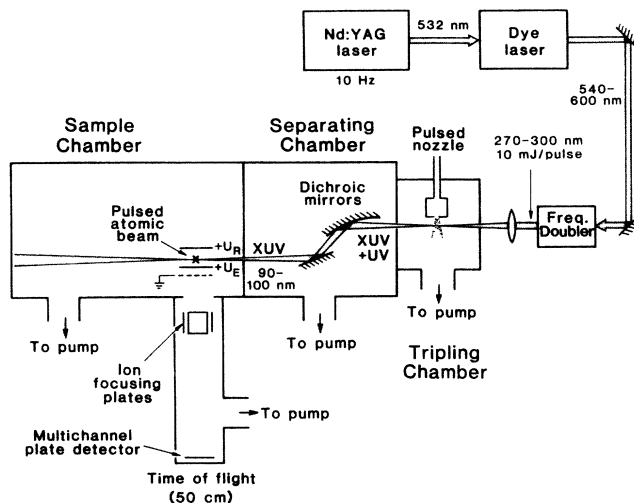 Nd:YAG
laser
10 Hz
532 nm
Dye
laser
540-
600 nm
Sample
Chamber
Separating
Chamber
Pulsed
nozzle
270-300 nm
10 mJ/pulse
Dichroic
mirrors
Pulsed
atomic
beam
+U_R
+U_E
XUV
90-
100 nm
XUV
+UV
Freq.
Doubler
To pump
To pump
To pump
Tripling
Chamber
Ion
focusing
plates
To pump
Multichannel
plate detector
Time of flight
(50 cm)